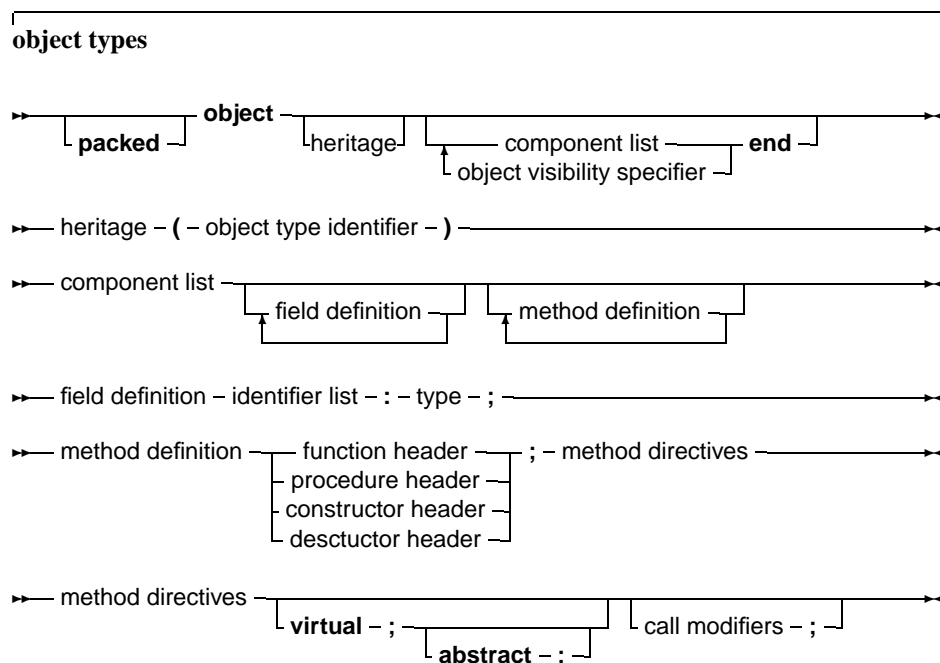 object types
packed object heritage component list end
object visibility specifier
heritage ( object type identifier )
component list
field definition method definition
field definition identifier list : type ;
method definition function header ; method directives
procedure header
constructor header
desctuctor header
method directives
virtual ; call modifiers ;
abstract :